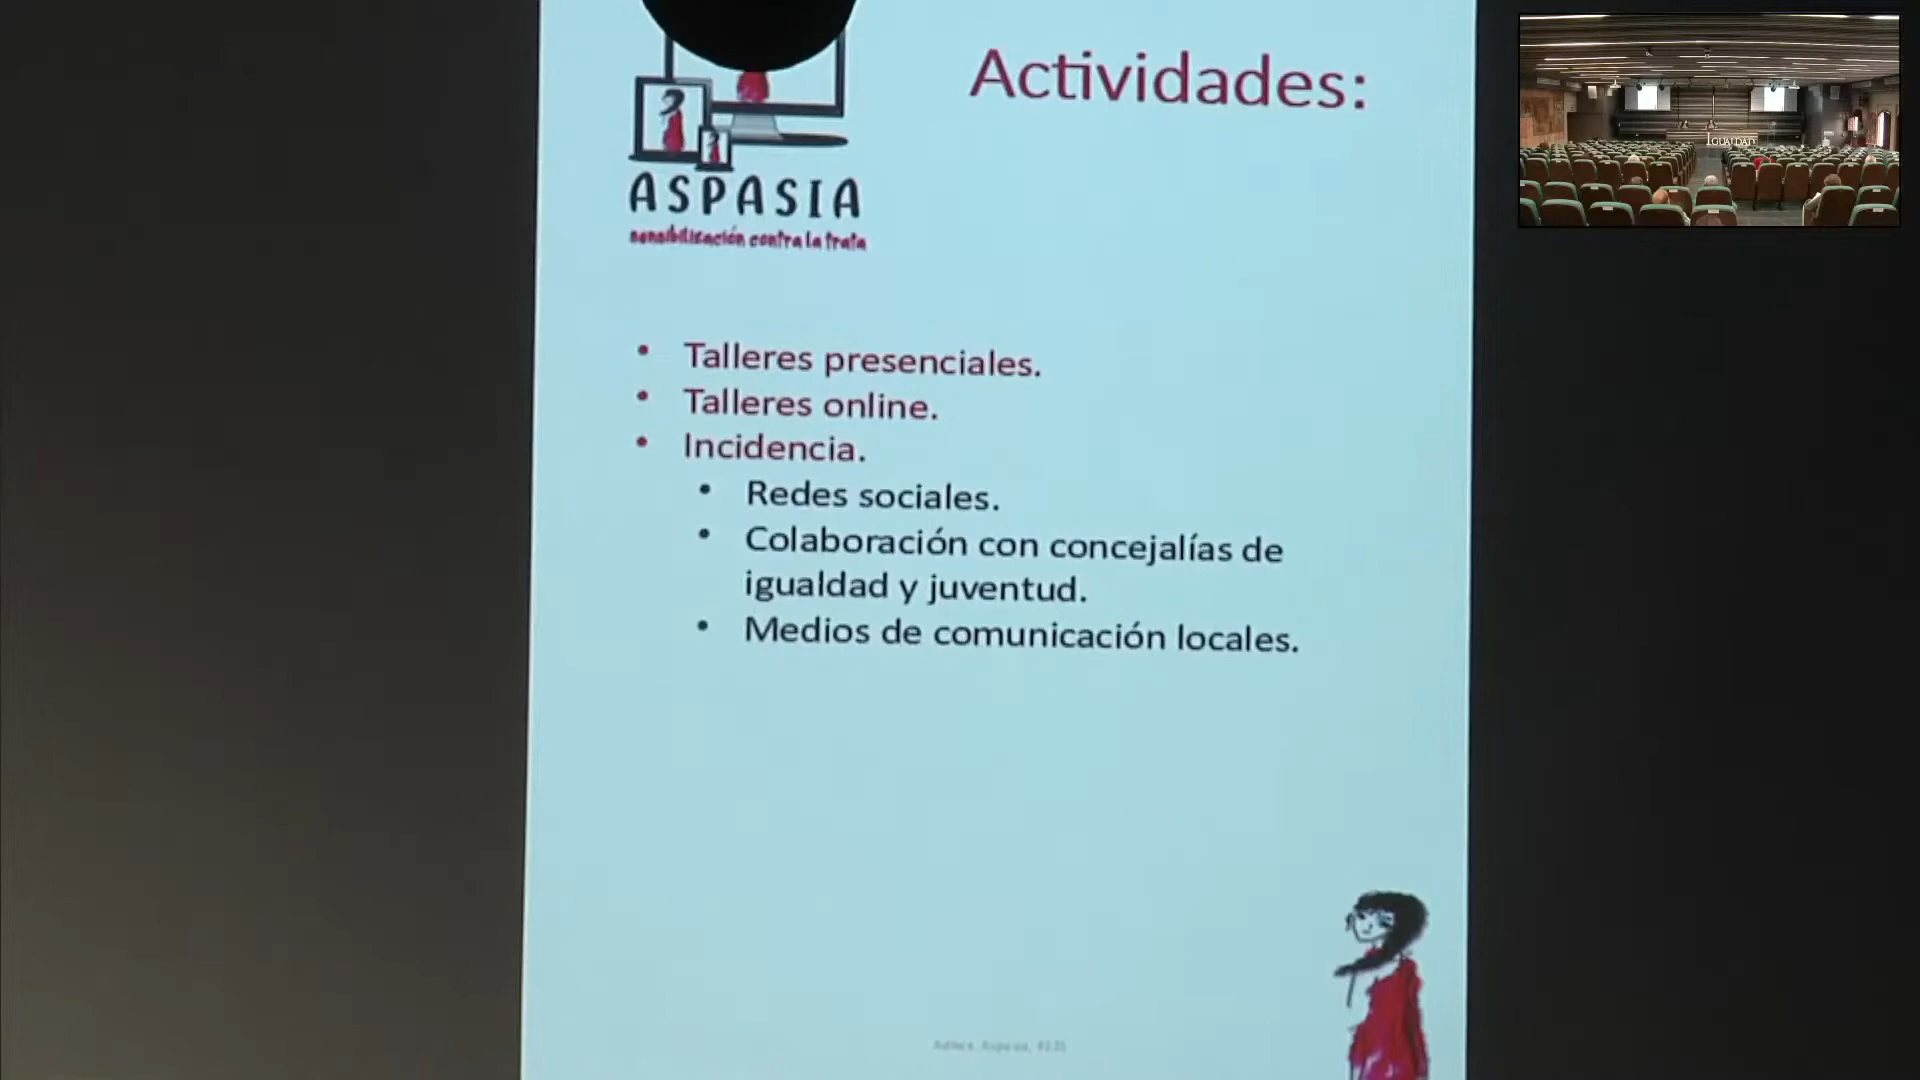 Actividades:
ASPASIA
sensibilización contra la trata
• Talleres presenciales.
• Talleres online.
• Incidencia.
• Redes sociales.
• Colaboración con concejalías de
igualdad y juventud.
• Medios de comunicación locales.
IGUALDAD